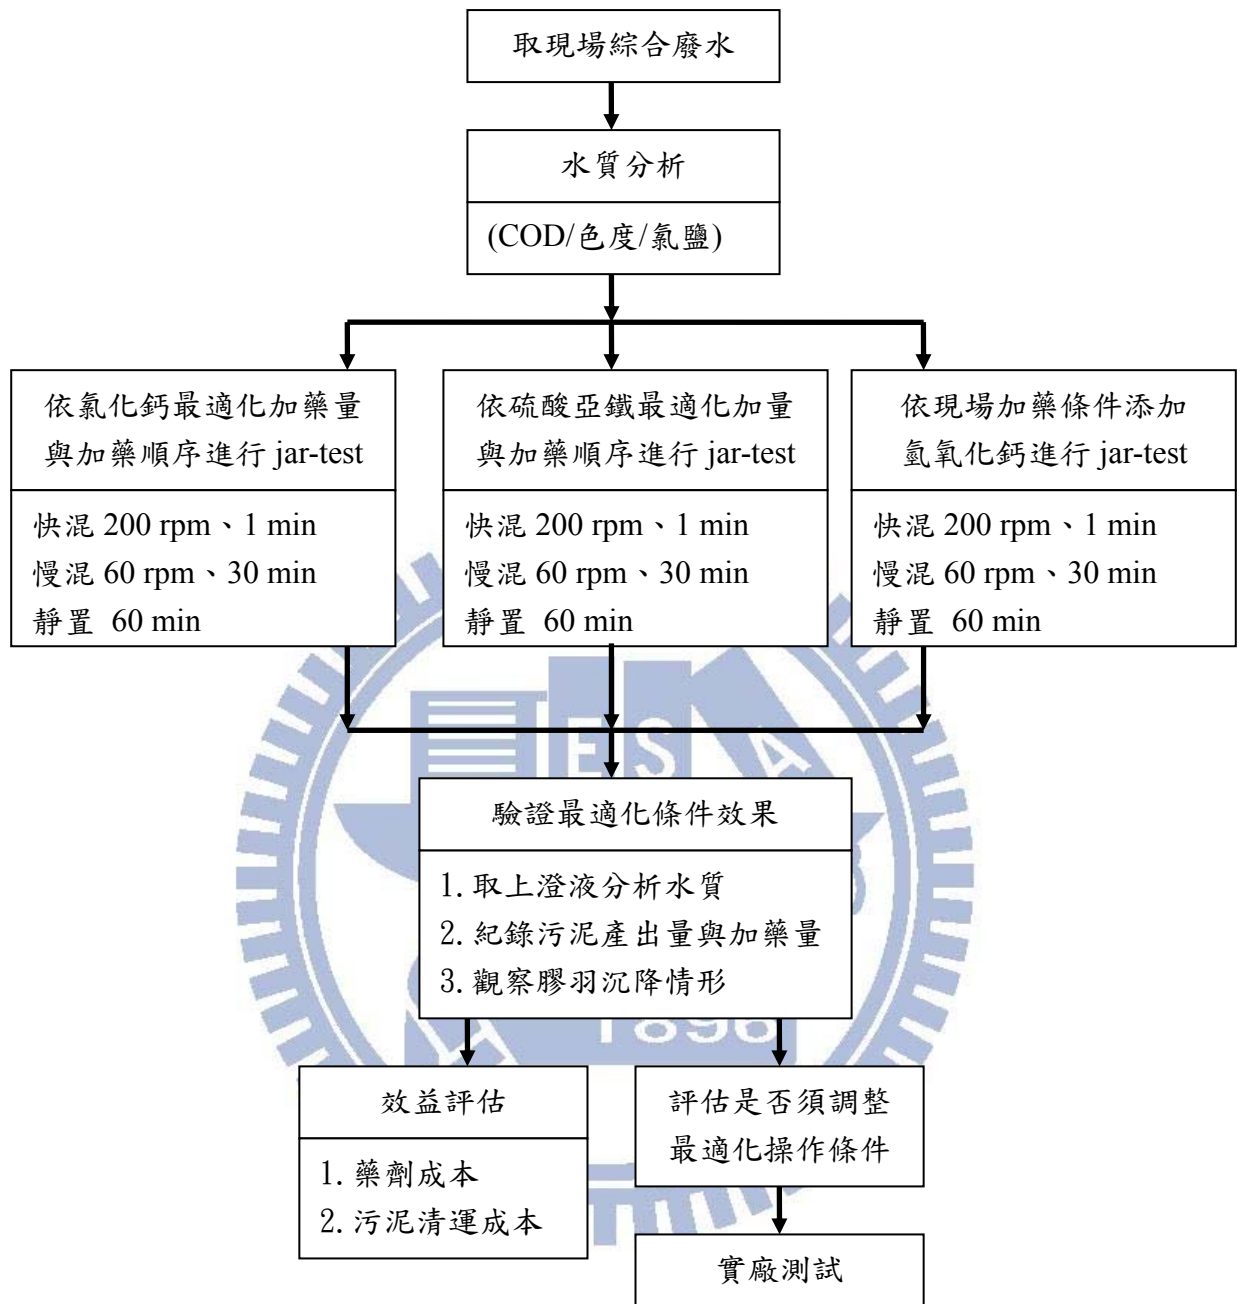 取現場綜合廢水
水質分析
(COD/色度/氯鹽)
依氯化鈣最適化加藥量
與加藥順序進行 jar-test
快混 200 rpm、1 min
慢混 60 rpm、30 min
靜置 60 min
依硫酸亞鐵最適化加量
與加藥順序進行 jar-test
快混 200 rpm、1 min
慢混 60 rpm、30 min
靜置 60 min
依現場加藥條件添加
氫氧化鈣進行 jar-test
快混 200 rpm、1 min
慢混 60 rpm、30 min
靜置 60 min
ESA
驗證最適化條件效果
1.取上澄液分析水質
2.紀錄污泥產出量與加藥量
3.觀察膠羽沉降情形
1896
效益評估
1.藥劑成本
2.污泥清運成本
評估是否須調整
最適化操作條件
實廠測試